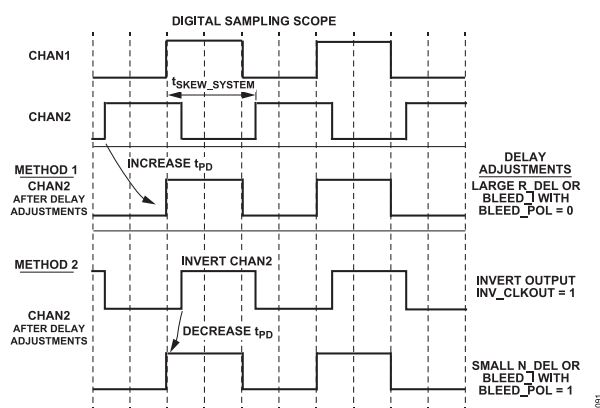 DIGITAL SAMPLING SCOPE
CHAN1
tSKEW_SYSTEM
CHAN2
METHOD 1
CHAN2
AFTER DELAY
ADJUSTMENTS
INCREASE tPD
DELAY
ADJUSTMENTS
LARGE R_DEL OR
BLEED_I WITH
BLEED_POL = 0
METHOD 2
INVERT CHAN2
INVERT OUTPUT
INV_CLKOUT = 1
CHAN2
AFTER DELAY
ADJUSTMENTS
DECREASE tPD
SMALL N_DEL OR
BLEED_I WITH
BLEED_POL = 1
091